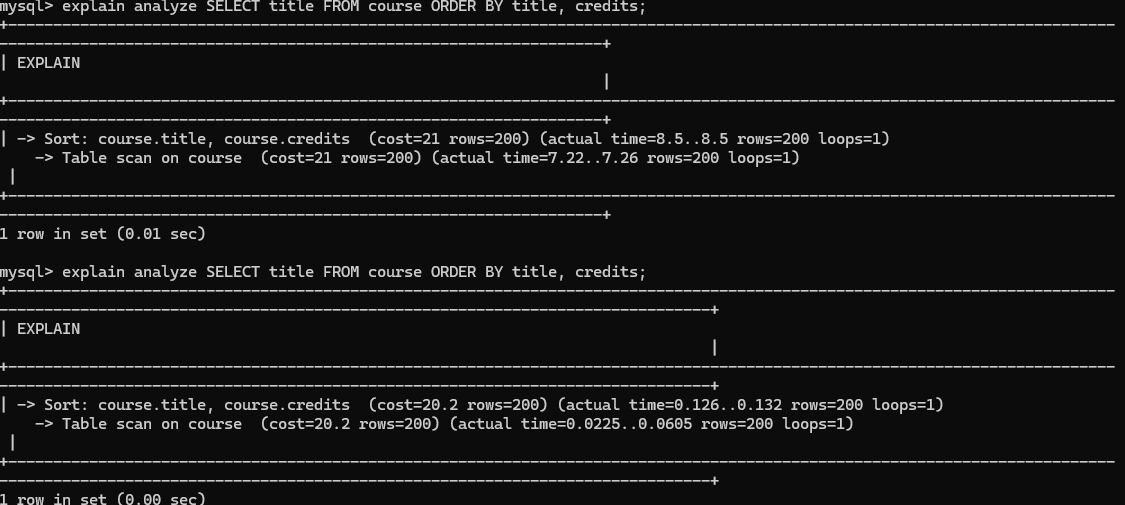 mysql> explain analyze SELECT title FROM course ORDER BY title, credits;
+---------------------------------------------------------------------------------------------------------------------------
-------------------------------------------------------------------+
| EXPLAIN
|
+---------------------------------------------------------------------------------------------------------------------------
-------------------------------------------------------------------+
| -> Sort: course.title, course.credits  (cost=21 rows=200) (actual time=8.5..8.5 rows=200 loops=1)
    -> Table scan on course  (cost=21 rows=200) (actual time=7.22..7.26 rows=200 loops=1)
 |
+---------------------------------------------------------------------------------------------------------------------------
-------------------------------------------------------------------+
1 row in set (0.01 sec)
mysql> explain analyze SELECT title FROM course ORDER BY title, credits;
+---------------------------------------------------------------------------------------------------------------------------
-------------------------------------------------------------------------------+
| EXPLAIN
|
+---------------------------------------------------------------------------------------------------------------------------
-------------------------------------------------------------------------------+
| -> Sort: course.title, course.credits  (cost=20.2 rows=200) (actual time=0.126..0.132 rows=200 loops=1)
    -> Table scan on course  (cost=20.2 rows=200) (actual time=0.0225..0.0605 rows=200 loops=1)
 |
+---------------------------------------------------------------------------------------------------------------------------
-------------------------------------------------------------------------------+
1 row in set (0.00 sec)